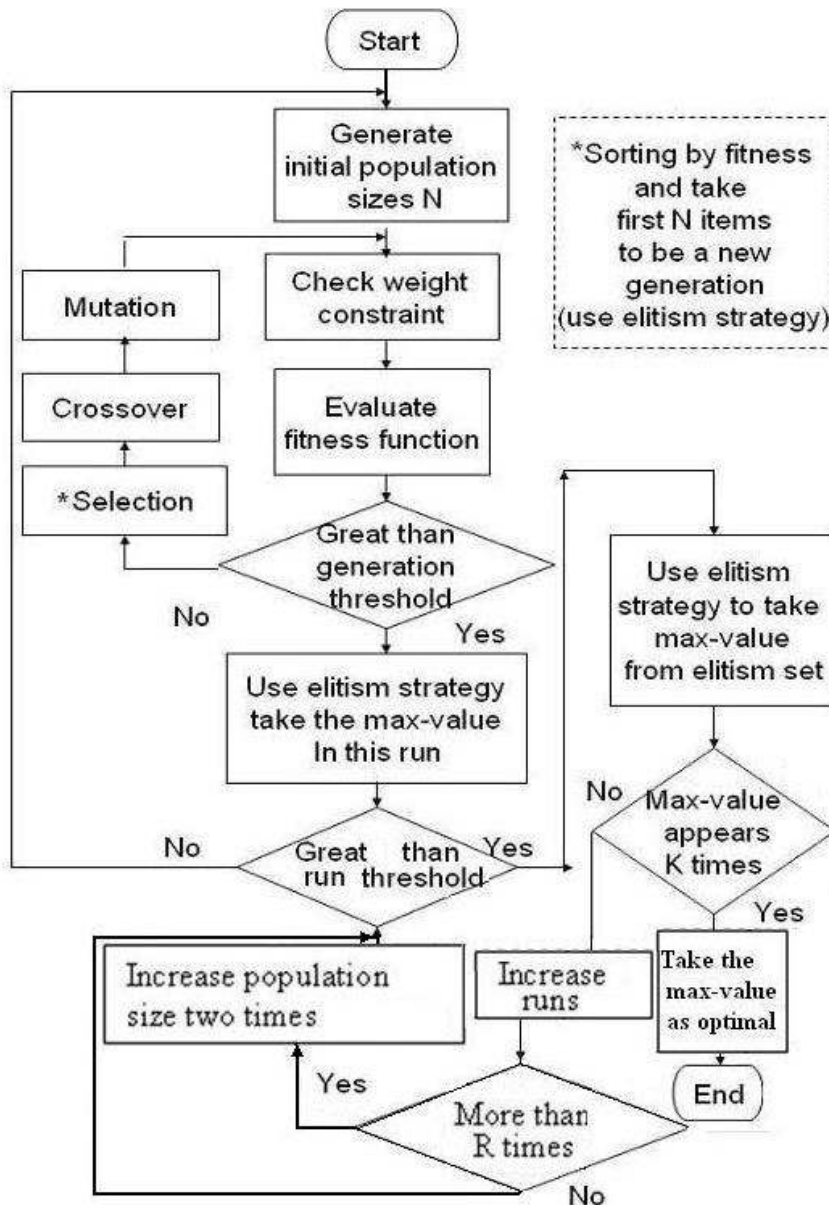 Start
Generate
initial population
sizes N
*Sorting by fitness
and take
first N items
to be a new
generation
(use elitism strategy)
Mutation
Check weight
constraint
Crossover
Evaluate
fitness function
*Selection
Great than
generation
threshold
No
Yes
Use elitism
strategy to take
max-value
from elitism set
Use elitism strategy
take the max-value
In this run
No
Max-value
appears
K times
No
Great than
run threshold
Yes
Yes
Increase population
size two times
Increase
runs
Take the
max-value
as optimal
Yes
End
More than
R times
No